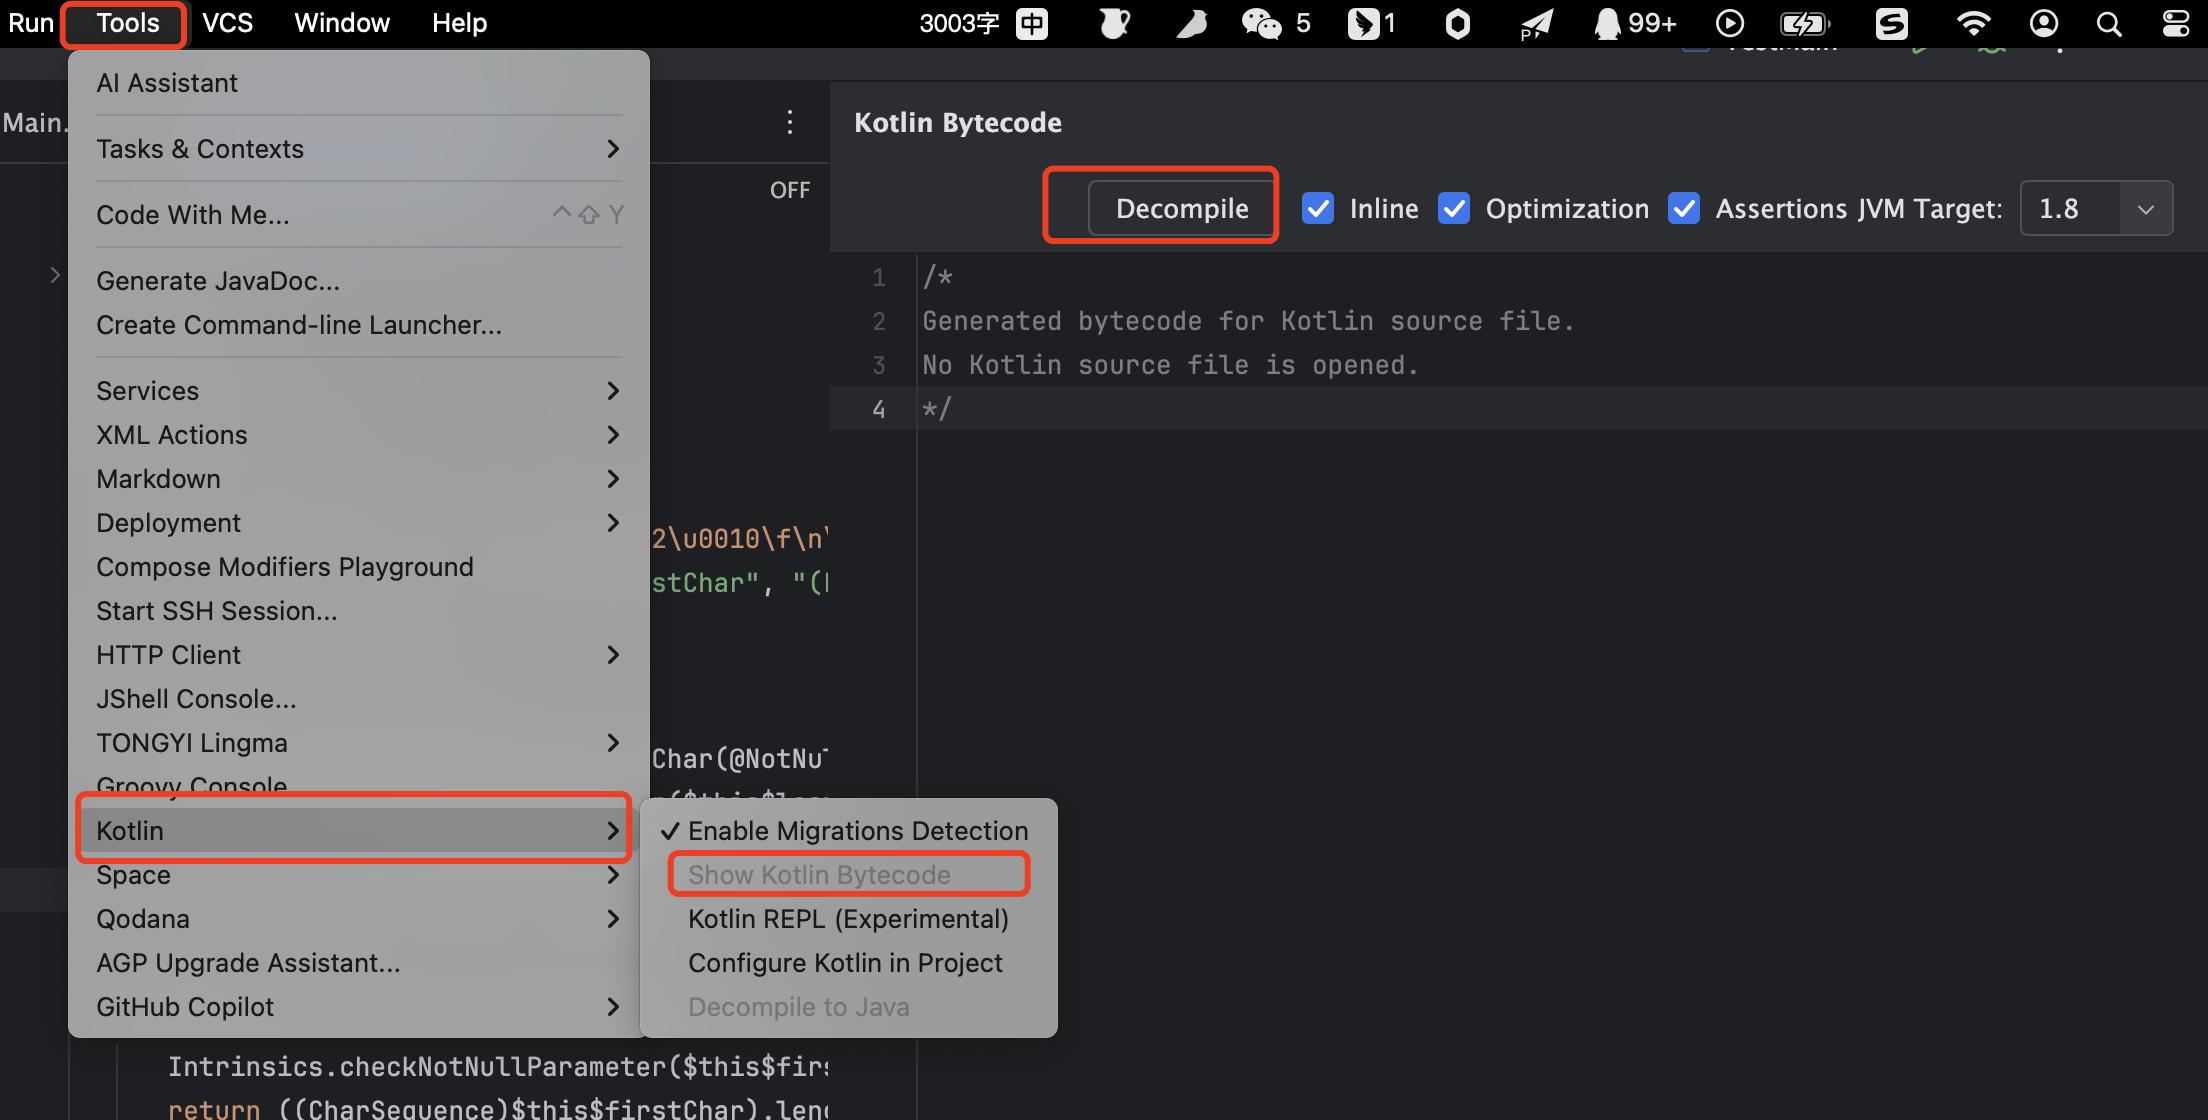 Run Tools VCS Window Help 3003字 中 5 1 P 99+ S
AI Assistant
Tasks & Contexts
Code With Me... ^⇧Y
Generate JavaDoc...
Create Command-line Launcher...
Services
XML Actions
Markdown
Deployment
Compose Modifiers Playground
Start SSH Session...
HTTP Client
JShell Console...
TONGYI Lingma
Groovy Console
Kotlin
Space
Qodana
AGP Upgrade Assistant...
GitHub Copilot
Enable Migrations Detection
Show Kotlin Bytecode
Kotlin REPL (Experimental)
Configure Kotlin in Project
Decompile to Java
Main.
OFF
2\u0010\f\n\
stChar", "(
Char(@NotNu
Intrinsics.checkNotNullParameter($this$firs
return ((CharSequence)$this$firstChar).leng
Kotlin Bytecode
Decompile Inline Optimization Assertions JVM Target: 1.8
1 /*
2 Generated bytecode for Kotlin source file.
3 No Kotlin source file is opened.
4 */